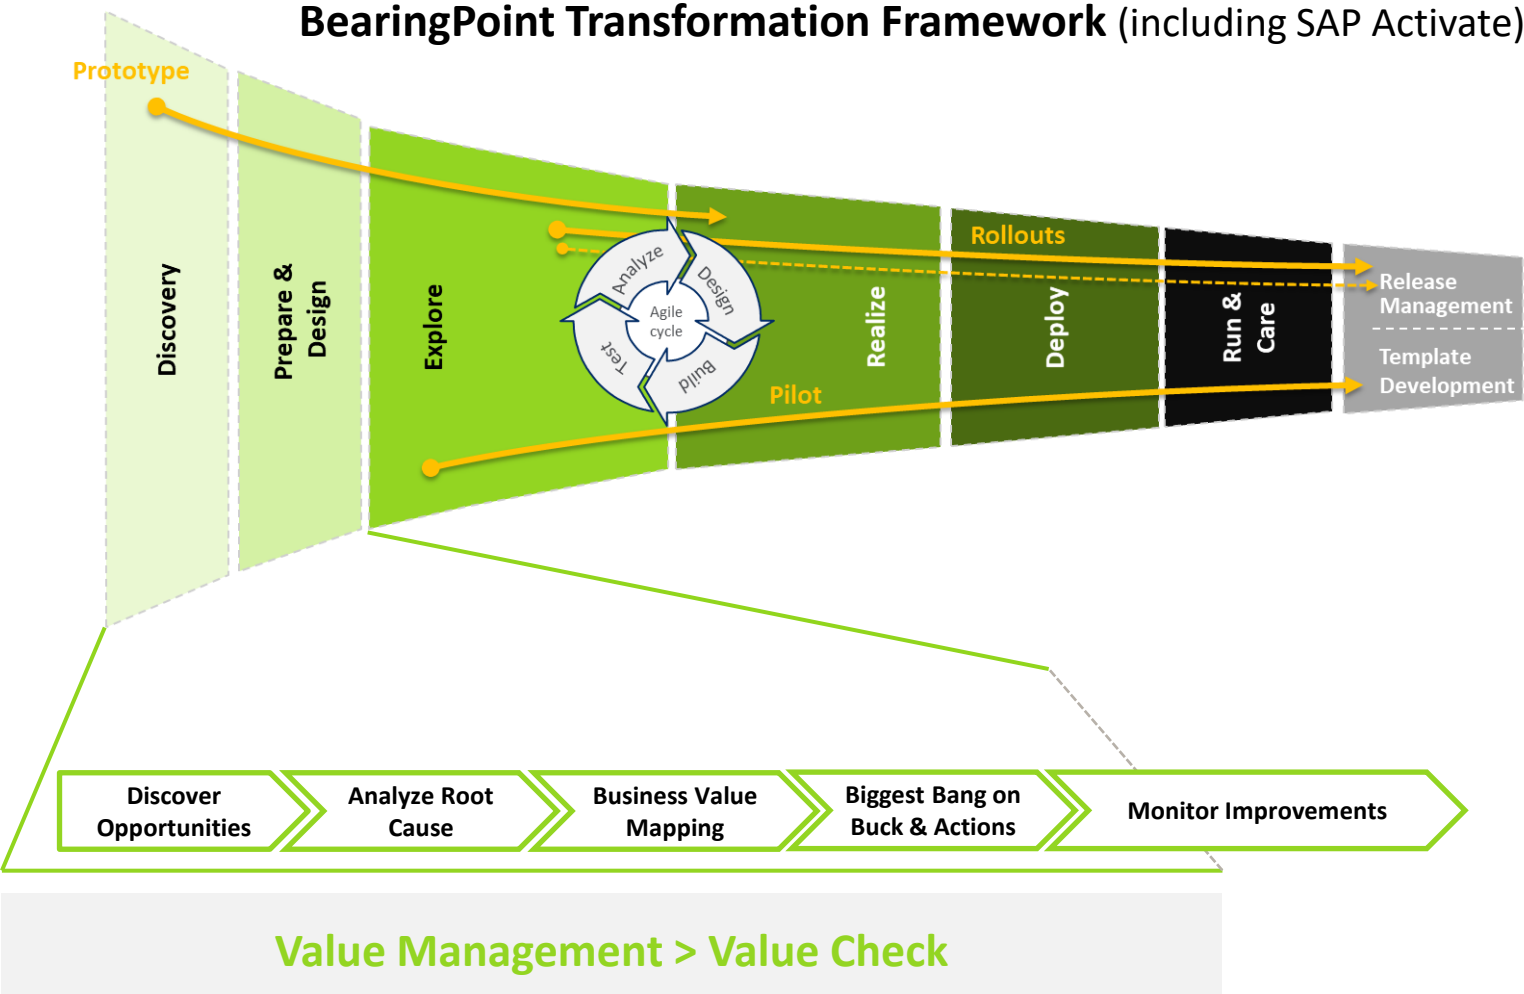 BearingPoint Transformation Framework (including SAP Activate)
Prototype
Discovery
Prepare &
Design
Explore
Analyze
Design
Build
Test
Agile
cycle
Realize
Rollouts
Deploy
Run &
Care
Release
Management
Template
Development
Pilot
Discover
Opportunities
Analyze Root
Cause
Business Value
Mapping
Biggest Bang on
Buck & Actions
Monitor Improvements
Value Management > Value Check